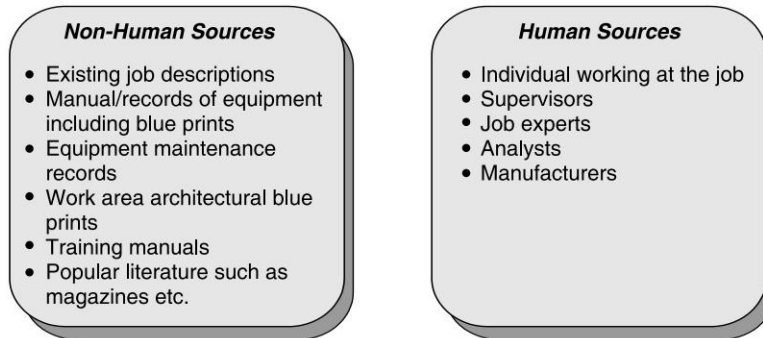 Non-Human Sources
• Existing job descriptions
• Manual/records of equipment
including blue prints
• Equipment maintenance
records
• Work area architectural blue
prints
• Training manuals
• Popular literature such as
magazines etc.
Human Sources
• Individual working at the job
• Supervisors
• Job experts
• Analysts
• Manufacturers